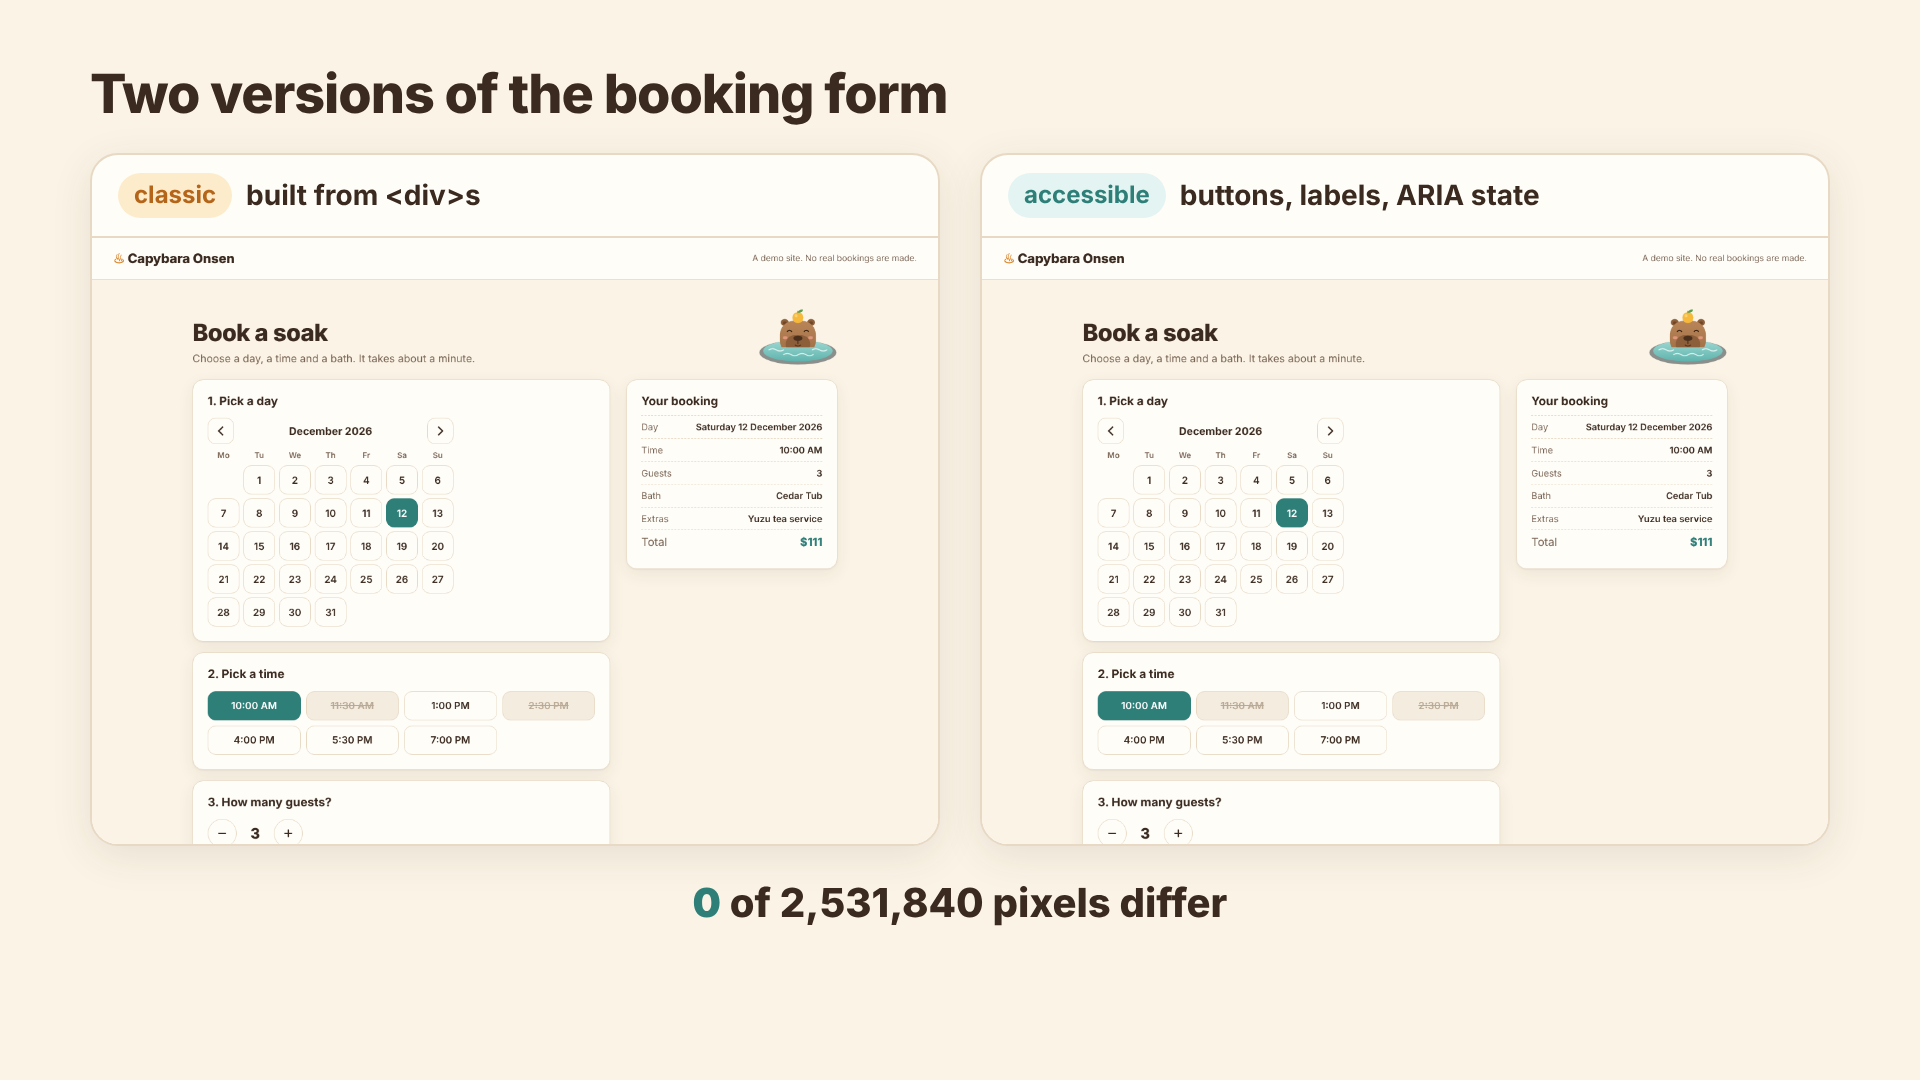 Two versions of the booking form
classic built from <div>s
♨ Capybara Onsen
A demo site. No real bookings are made.
Book a soak
Choose a day, a time and a bath. It takes about a minute.
1. Pick a day
December 2026
Mo Tu We Th Fr Sa Su
1 2 3 4 5 6
7 8 9 10 11 12 13
14 15 16 17 18 19 20
21 22 23 24 25 26 27
28 29 30 31
2. Pick a time
10:00 AM 11:30 AM 1:00 PM 2:30 PM
4:00 PM 5:30 PM 7:00 PM
3. How many guests?
− 3 +
Your booking
Day Saturday 12 December 2026
Time 10:00 AM
Guests 3
Bath Cedar Tub
Extras Yuzu tea service
Total $111
accessible buttons, labels, ARIA state
♨ Capybara Onsen
A demo site. No real bookings are made.
Book a soak
Choose a day, a time and a bath. It takes about a minute.
1. Pick a day
December 2026
Mo Tu We Th Fr Sa Su
1 2 3 4 5 6
7 8 9 10 11 12 13
14 15 16 17 18 19 20
21 22 23 24 25 26 27
28 29 30 31
2. Pick a time
10:00 AM 11:30 AM 1:00 PM 2:30 PM
4:00 PM 5:30 PM 7:00 PM
3. How many guests?
− 3 +
Your booking
Day Saturday 12 December 2026
Time 10:00 AM
Guests 3
Bath Cedar Tub
Extras Yuzu tea service
Total $111
0 of 2,531,840 pixels differ